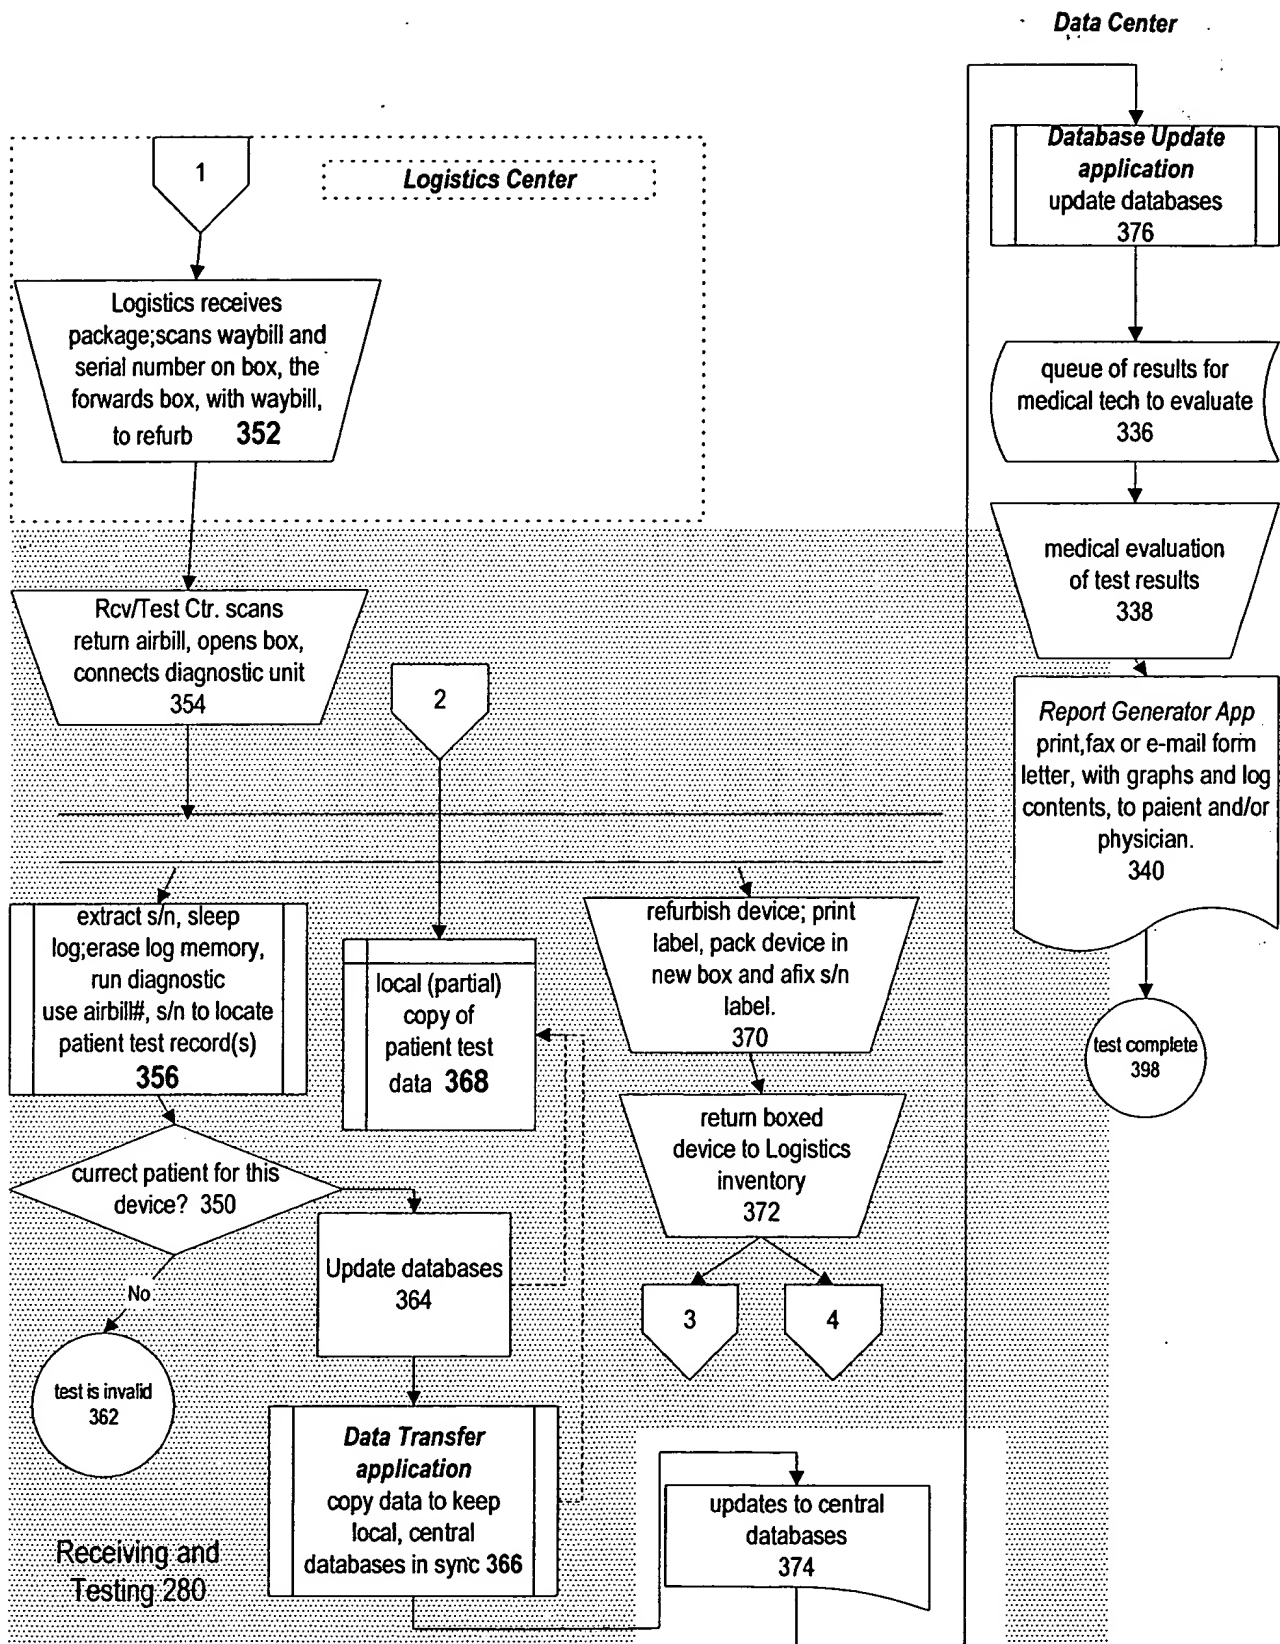 Data Center
1
Logistics Center
Logistics receives
package;scans waybill and
serial number on box, the
forwards box, with waybill,
to refurb 352
Rcv/Test Ctr. scans
return airbill, opens box,
connects diagnostic unit
354
2
extract s/n, sleep
log;erase log memory,
run diagnostic
use airbill#, s/n to locate
patient test record(s)
356
local (partial)
copy of
patient test
data 368
refurbish device; print
label, pack device in
new box and afix s/n
label.
370
currect patient for this
device? 350
return boxed
device to Logistics
inventory
372
No
Update databases
364
3
4
test is invalid
362
Data Transfer
application
copy data to keep
local, central
databases in sync 366
updates to central
databases
374
Receiving and
Testing 280
Database Update
application
update databases
376
queue of results for
medical tech to evaluate
336
medical evaluation
of test results
338
Report Generator App
print,fax or e-mail form
letter, with graphs and log
contents, to paient and/or
physician.
340
test complete
398